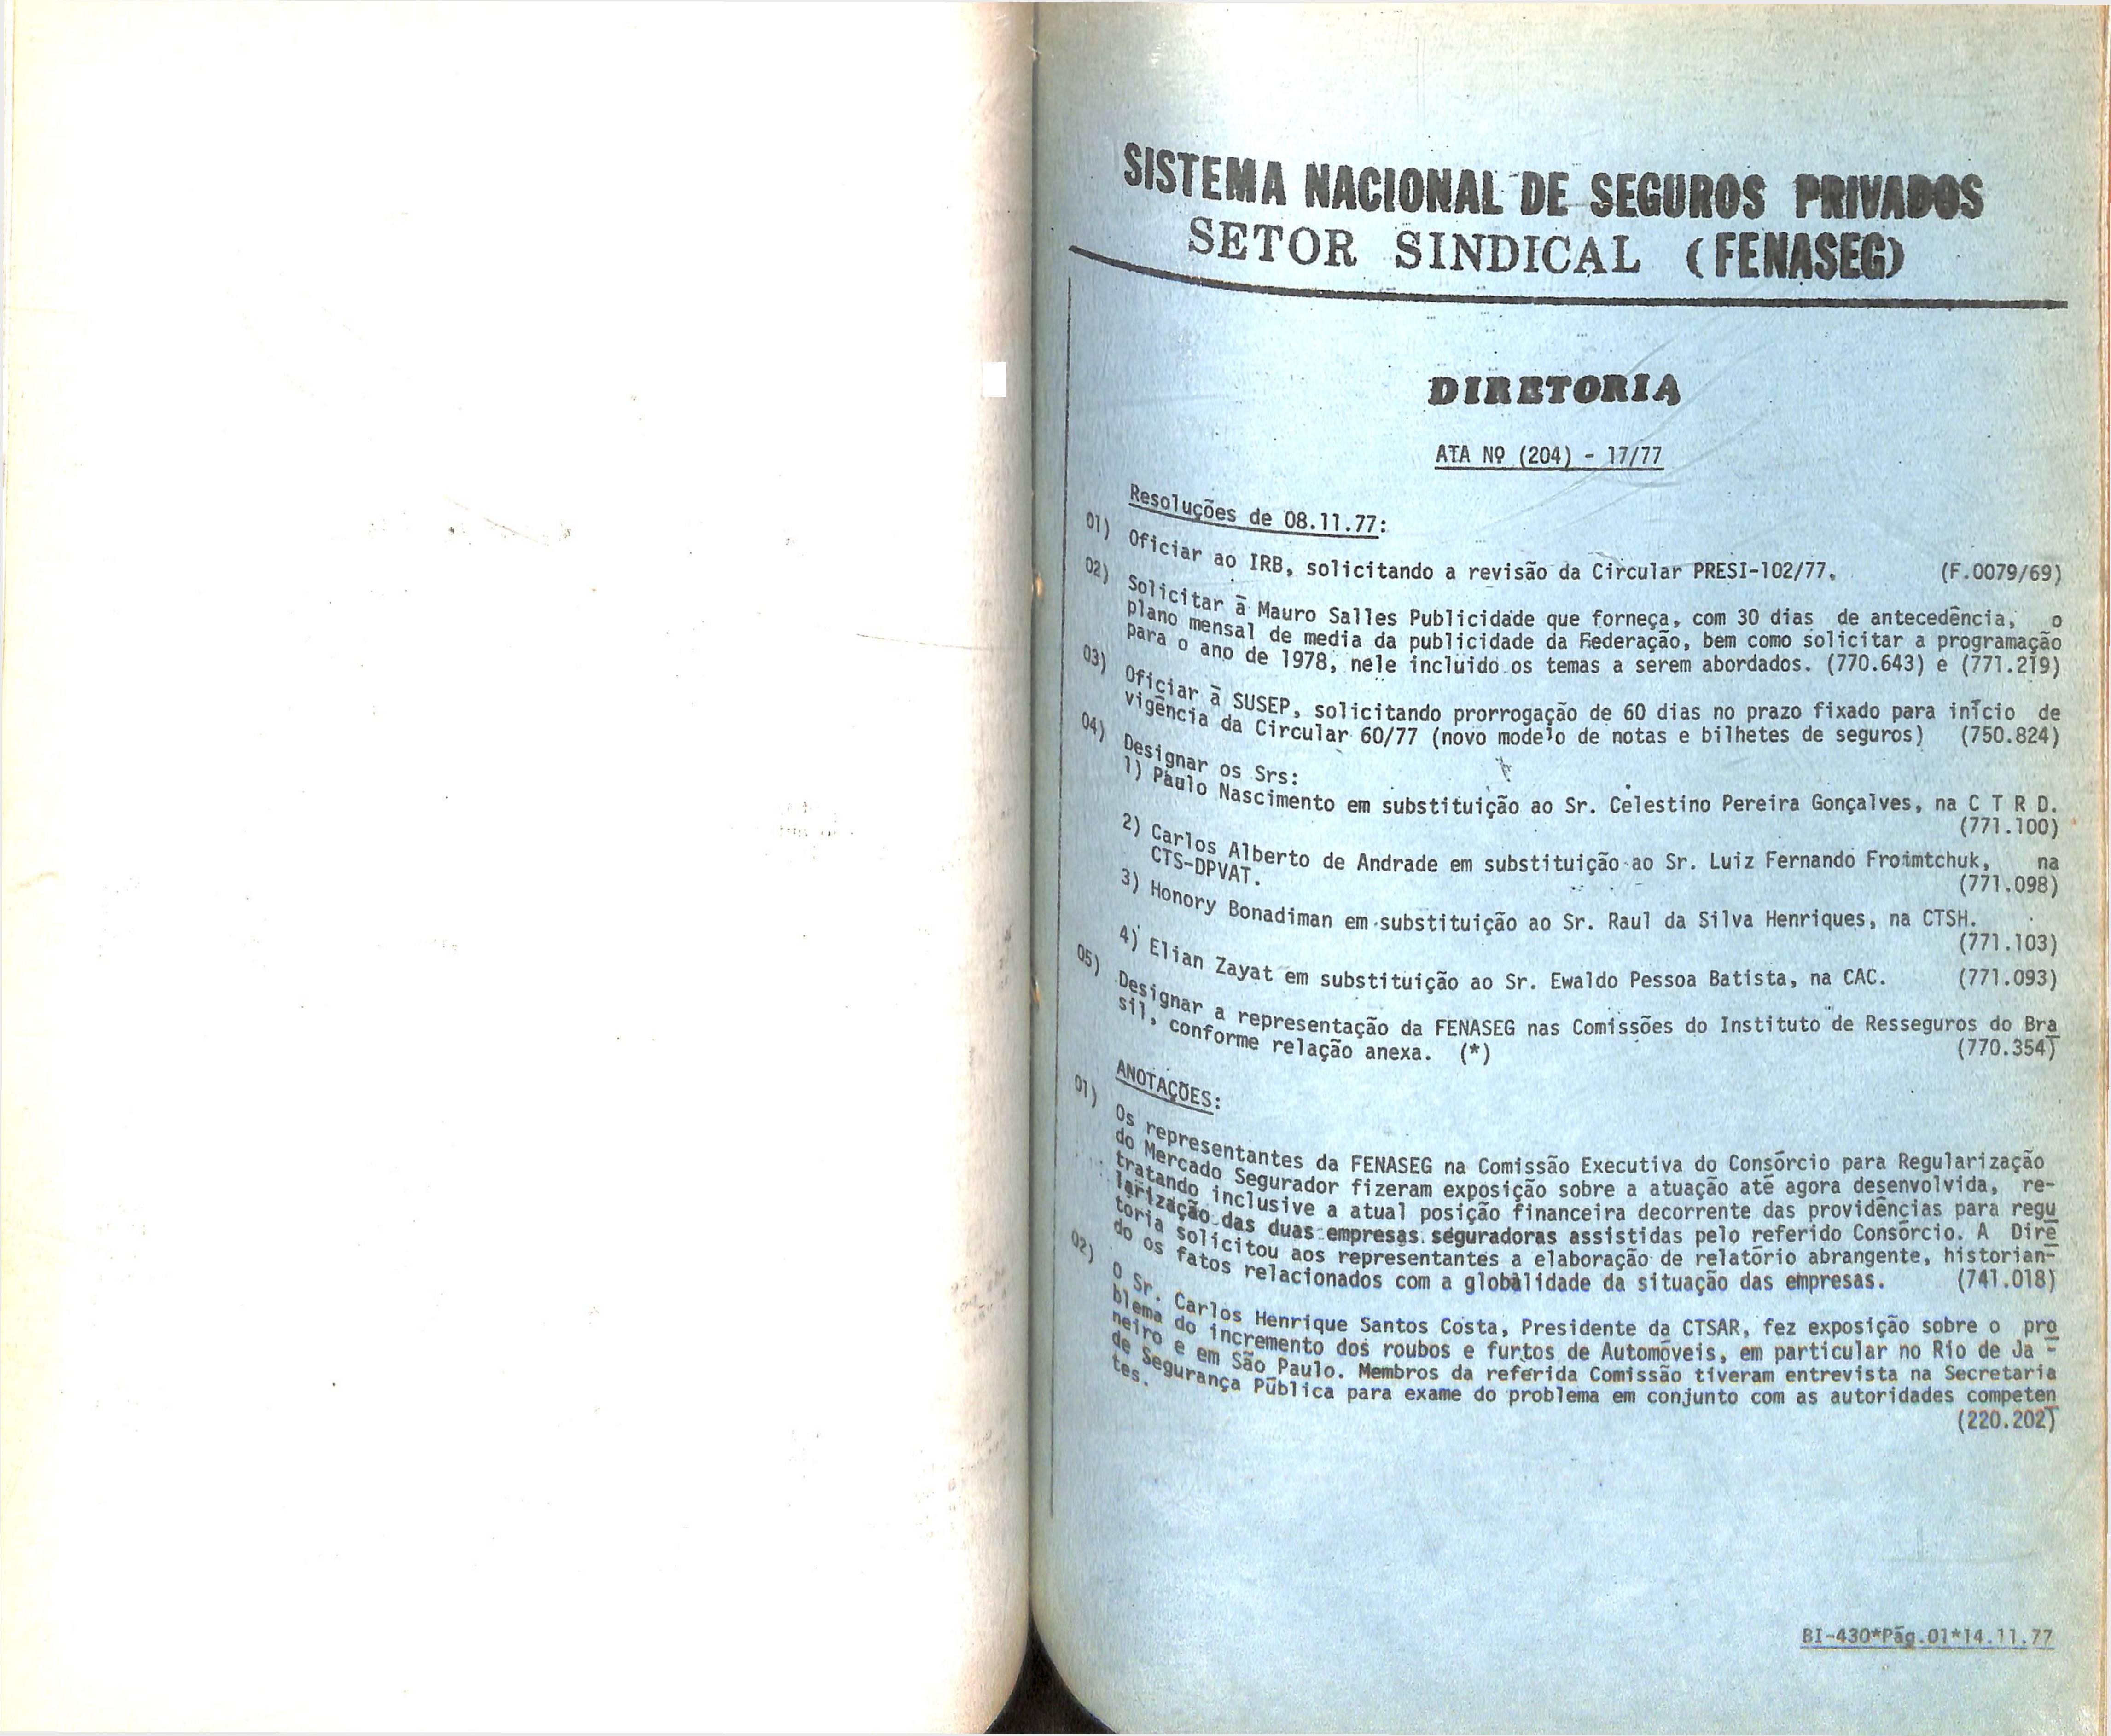 SISTEMA NACIONAL DE SEGUROS PRIVADOS
SETOR SINDICAL (FENASEG)
DIRETORIA
ATA Nº (204) - 17/77
Resoluções de 08.11.77:
01) Oficiar ao IRB, solicitando a revisão da Circular PRESI-102/77. (F.0079/69)
02) Solicitar à Mauro Salles Publicidade que forneça, com 30 dias de antecedência, o
plano mensal de media da publicidade da Federação, bem como solicitar a programação
para o ano de 1978, nele incluido os temas a serem abordados. (770.643) e (771.219)
03) Oficiar à SUSEP, solicitando prorrogação de 60 dias no prazo fixado para início de
vigência da Circular 60/77 (novo modelo de notas e bilhetes de seguros) (750.824)
04) Designar os Srs:
1) Paulo Nascimento em substituição ao Sr. Celestino Pereira Gonçalves, na C T R D.
(771.100)
2) Carlos Alberto de Andrade em substituição ao Sr. Luiz Fernando Froimtchuk, na
CTS-DPVAT. (771.098)
3) Honory Bonadiman em substituição ao Sr. Raul da Silva Henriques, na CTSH.
(771.103)
4) Elian Zayat em substituição ao Sr. Ewaldo Pessoa Batista, na CAC. (771.093)
05) Designar a representação da FENASEG nas Comissões do Instituto de Resseguros do Bra
sil, conforme relação anexa. (*) (770.354)
ANOTAÇÕES:
01) Os representantes da FENASEG na Comissão Executiva do Consórcio para Regularização
do Mercado Segurador fizeram exposição sobre a atuação até agora desenvolvida, re-
tratando inclusive a atual posição financeira decorrente das providências para regu
larização das duas empresas seguradoras assistidas pelo referido Consórcio. A Dire
toria solicitou aos representantes a elaboração de relatório abrangente, historian-
do os fatos relacionados com a globalidade da situação das empresas. (741.018)
02) O Sr. Carlos Henrique Santos Costa, Presidente da CTSAR, fez exposição sobre o pro
blema do incremento dos roubos e furtos de Automóveis, em particular no Rio de Ja -
neiro e em São Paulo. Membros da referida Comissão tiveram entrevista na Secretaria
de Segurança Pública para exame do problema em conjunto com as autoridades competen
tes. (220.202)
BI-430*Pág.01*14.11.77